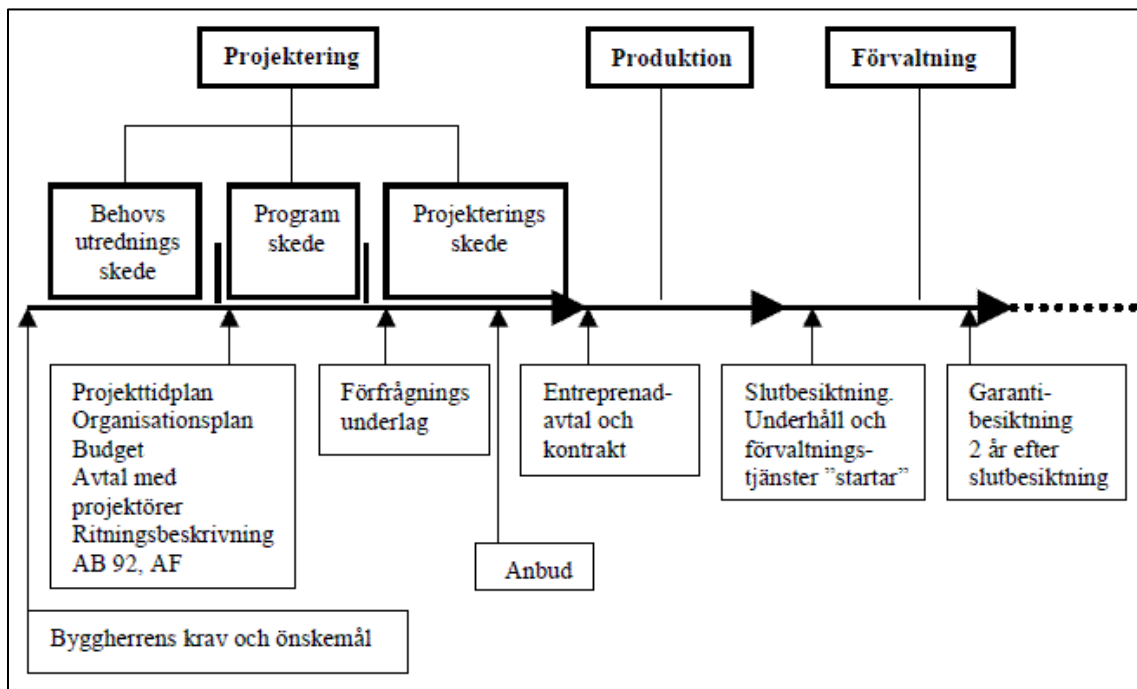 Projektering
Produktion
Förvaltning
Behovs
utrednings
skede
Program
skede
Projekterings
skede
Projekttidplan
Organisationsplan
Budget
Avtal med
projektörer
Ritningsbeskrivning
AB 92, AF
Förfrågnings
underlag
Entreprenad-
avtal och
kontrakt
Slutbesiktning.
Underhåll och
förvaltnings-
tjänster ”startar”
Garanti-
besiktning
2 år efter
slutbesiktning
Anbud
Byggherrens krav och önskemål